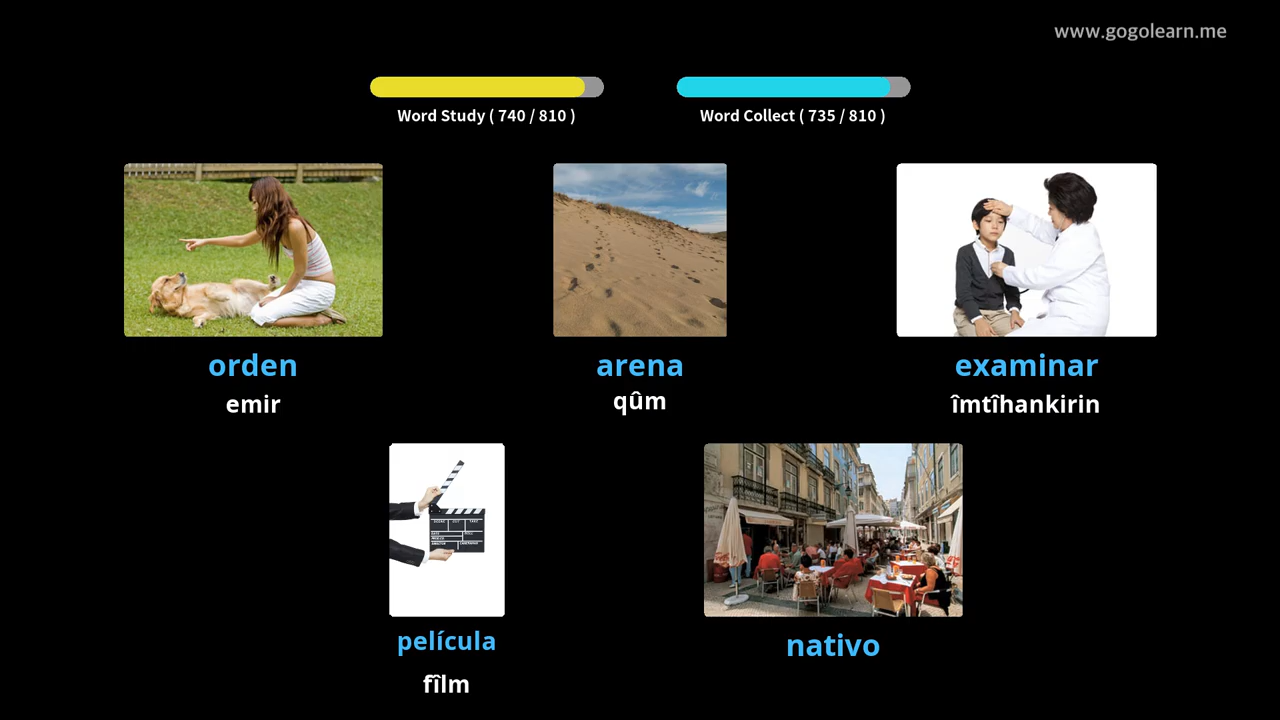 www.gogolearn.me
Word Study ( 740 / 810 )
Word Collect ( 735 / 810 )
orden
emir
arena
qûm
examinar
îmtîhankirin
película
fîlm
nativo